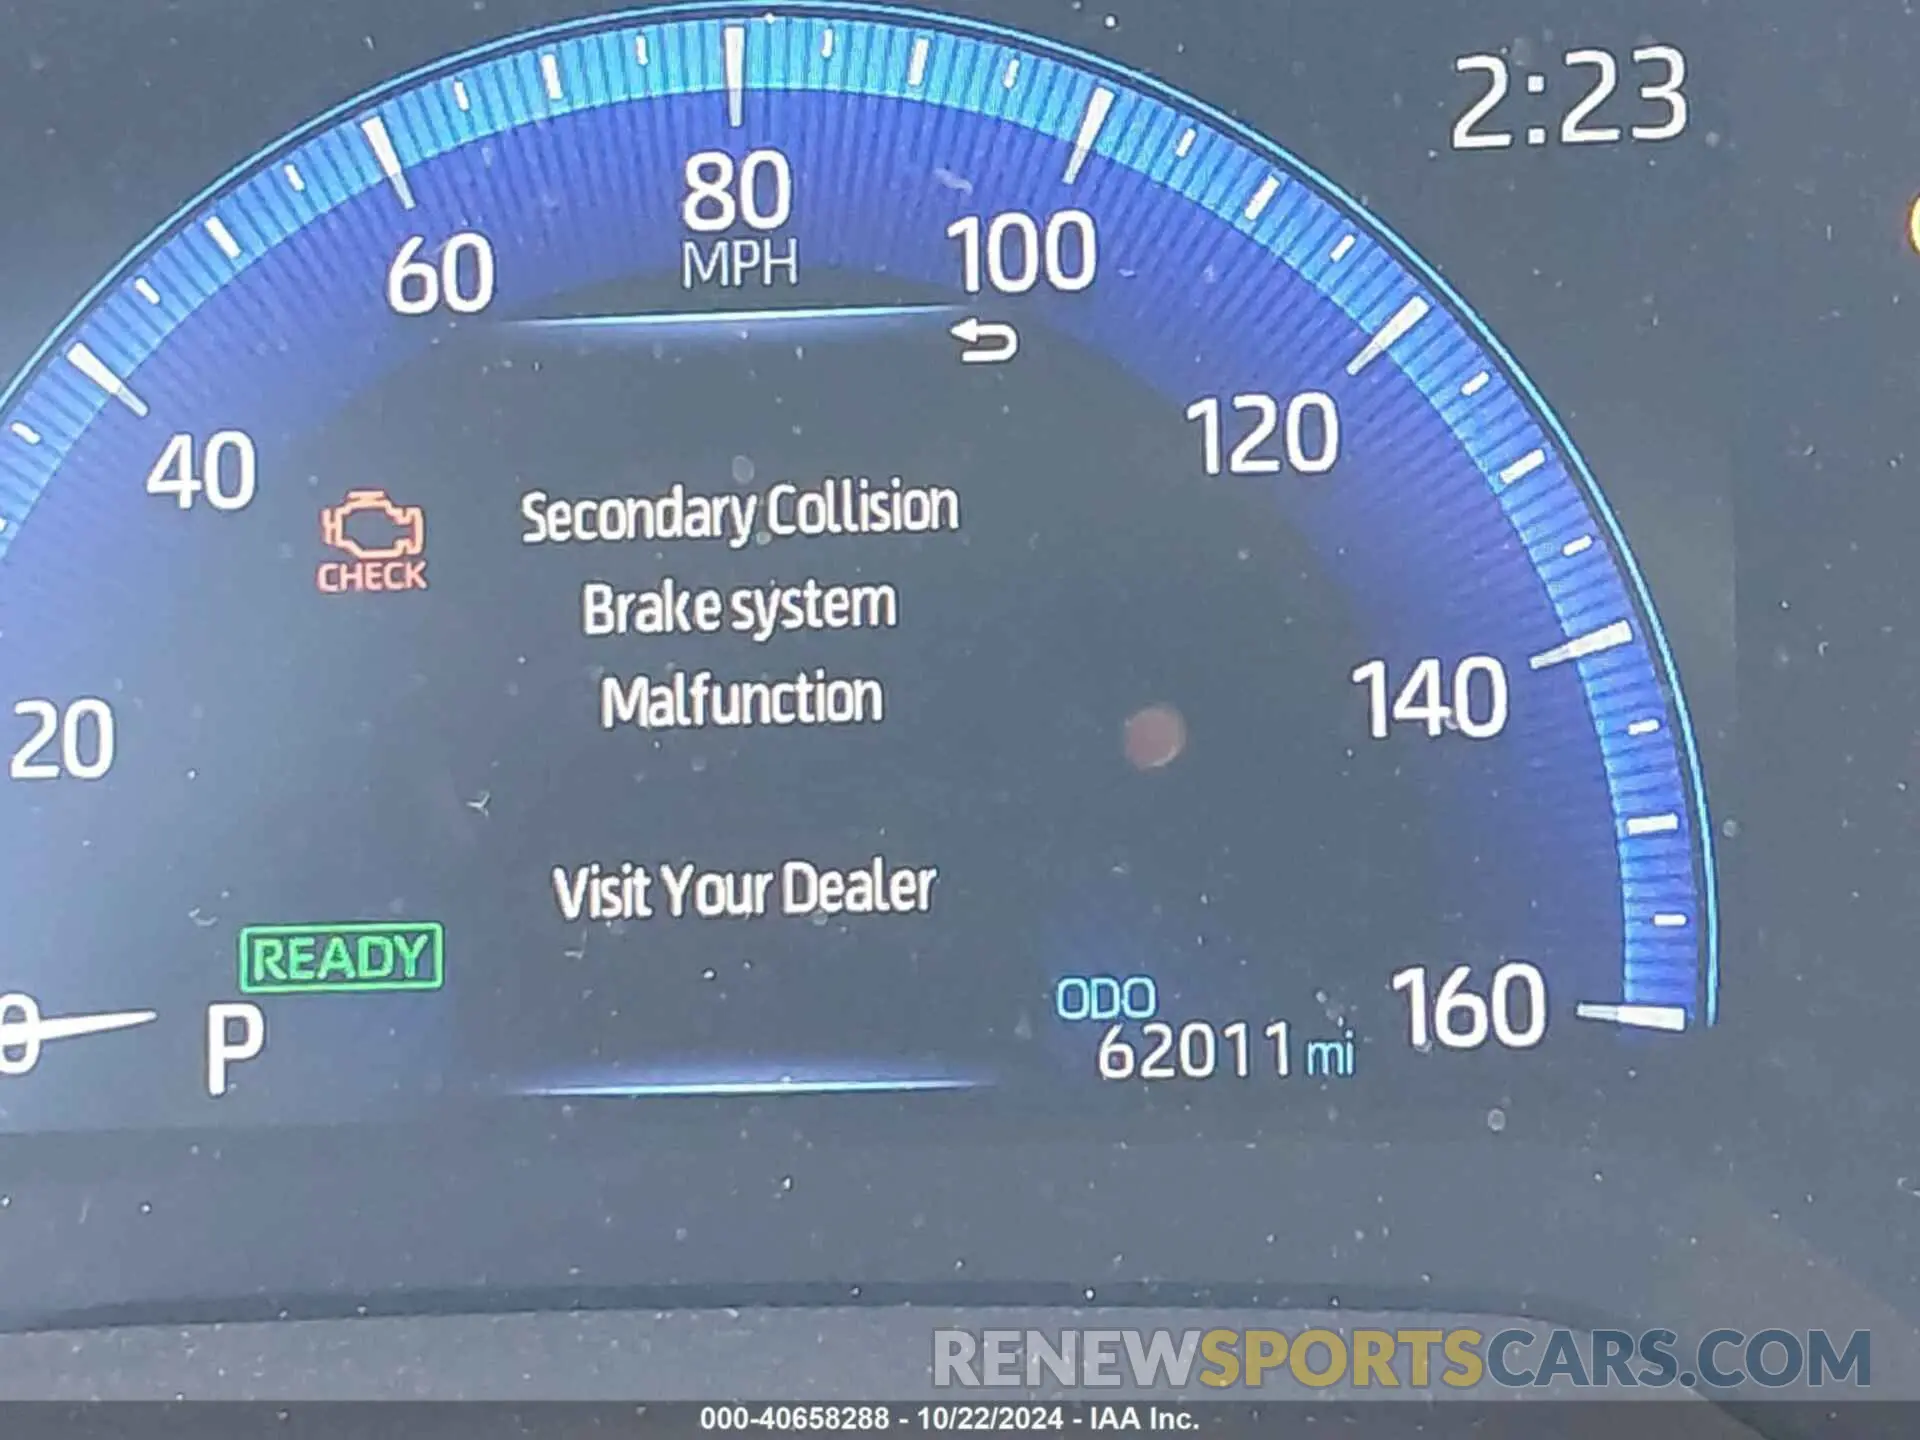 2:23
80
MPH
60
100
120
40
Secondary Collision
CHECK
Brake system
Malfunction
140
20
Visit Your Dealer
READY
ODO
160
0
P
62011 mi
RENEWSPORTSCARS.COM
000-40658288 - 10/22/2024 - IAA Inc.